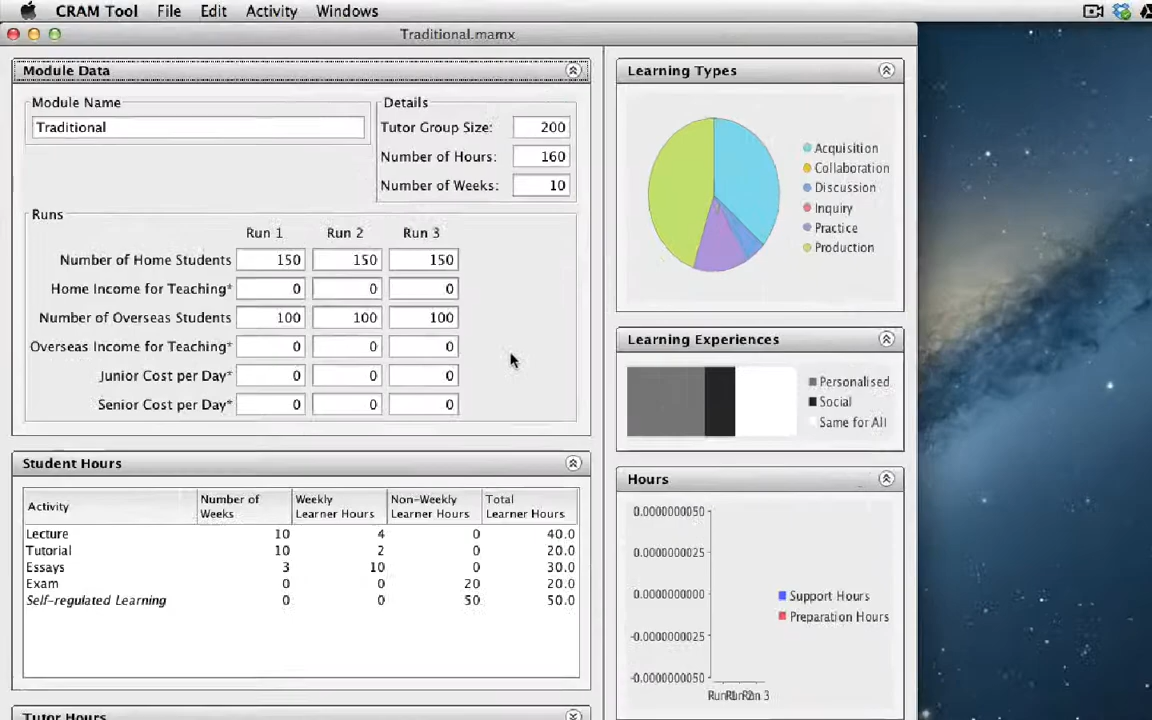 CRAM Tool File Edit Activity Windows
Traditional.mamx
Module Data
Module Name
Traditional
Details
Tutor Group Size: 200
Number of Hours: 160
Number of Weeks: 10
Runs
Run 1 Run 2 Run 3
Number of Home Students 150 150 150
Home Income for Teaching* 0 0 0
Number of Overseas Students 100 100 100
Overseas Income for Teaching* 0 0 0
Junior Cost per Day* 0 0 0
Senior Cost per Day* 0 0 0
Student Hours
Activity Number of Weeks Weekly Learner Hours Non-Weekly Learner Hours Total Learner Hours
Lecture 10 4 0 40.0
Tutorial 10 2 0 20.0
Essays 3 10 0 30.0
Exam 0 0 20 20.0
Self-regulated Learning 0 0 50 50.0
Tutor Hours
Learning Types
Acquisition
Collaboration
Discussion
Inquiry
Practice
Production
Learning Experiences
Personalised
Social
Same for All
Hours
0.0000000050
0.0000000025
0.0000000000
-0.0000000025
-0.0000000050
Support Hours
Preparation Hours